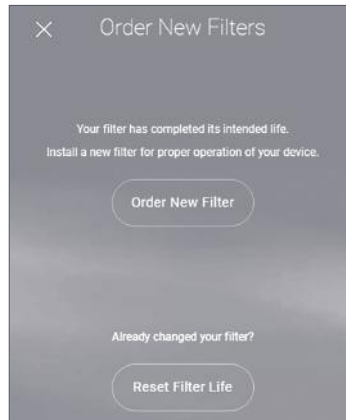 Order New Filters
Your filter has completed its intended life.
Install a new filter for proper operation of your device.
Order New Filter
Already changed your filter?
Reset Filter Life